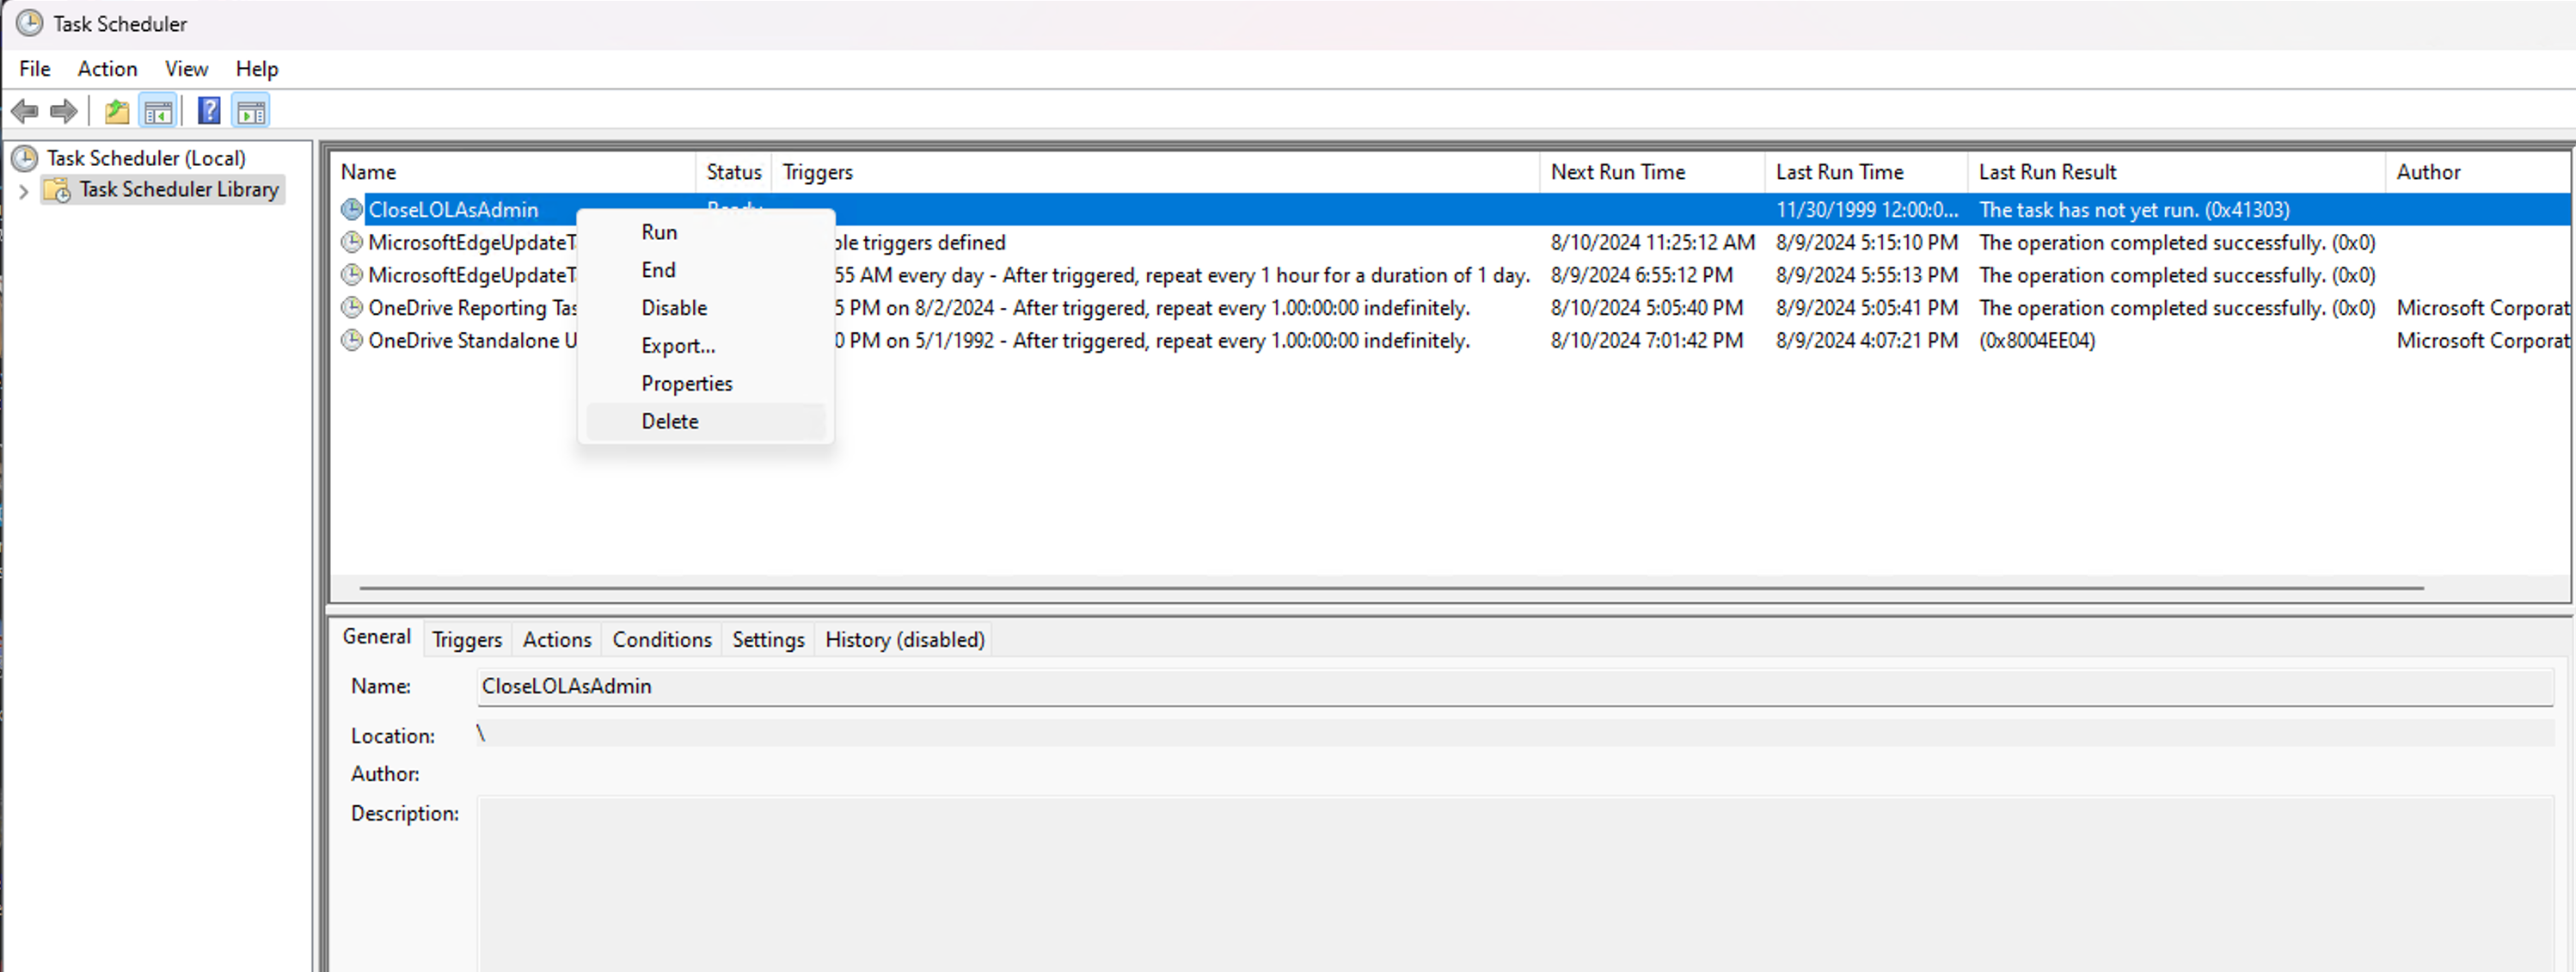 Task Scheduler
File Action View Help
Task Scheduler (Local)
Task Scheduler Library
Name Status Triggers Next Run Time Last Run Time Last Run Result Author
CloseLOLAsAdmin Ready 11/30/1999 12:00:0... The task has not yet run. (0x41303)
MicrosoftEdgeUpdateTa ble triggers defined 8/10/2024 11:25:12 AM 8/9/2024 5:15:10 PM The operation completed successfully. (0x0)
MicrosoftEdgeUpdateTa 55 AM every day - After triggered, repeat every 1 hour for a duration of 1 day. 8/9/2024 6:55:12 PM 8/9/2024 5:55:13 PM The operation completed successfully. (0x0)
OneDrive Reporting Tas 5 PM on 8/2/2024 - After triggered, repeat every 1.00:00:00 indefinitely. 8/10/2024 5:05:40 PM 8/9/2024 5:05:41 PM The operation completed successfully. (0x0) Microsoft Corporat
OneDrive Standalone U 0 PM on 5/1/1992 - After triggered, repeat every 1.00:00:00 indefinitely. 8/10/2024 7:01:42 PM 8/9/2024 4:07:21 PM (0x8004EE04) Microsoft Corporat
Run
End
Disable
Export...
Properties
Delete
General Triggers Actions Conditions Settings History (disabled)
Name: CloseLOLAsAdmin
Location: \
Author:
Description: